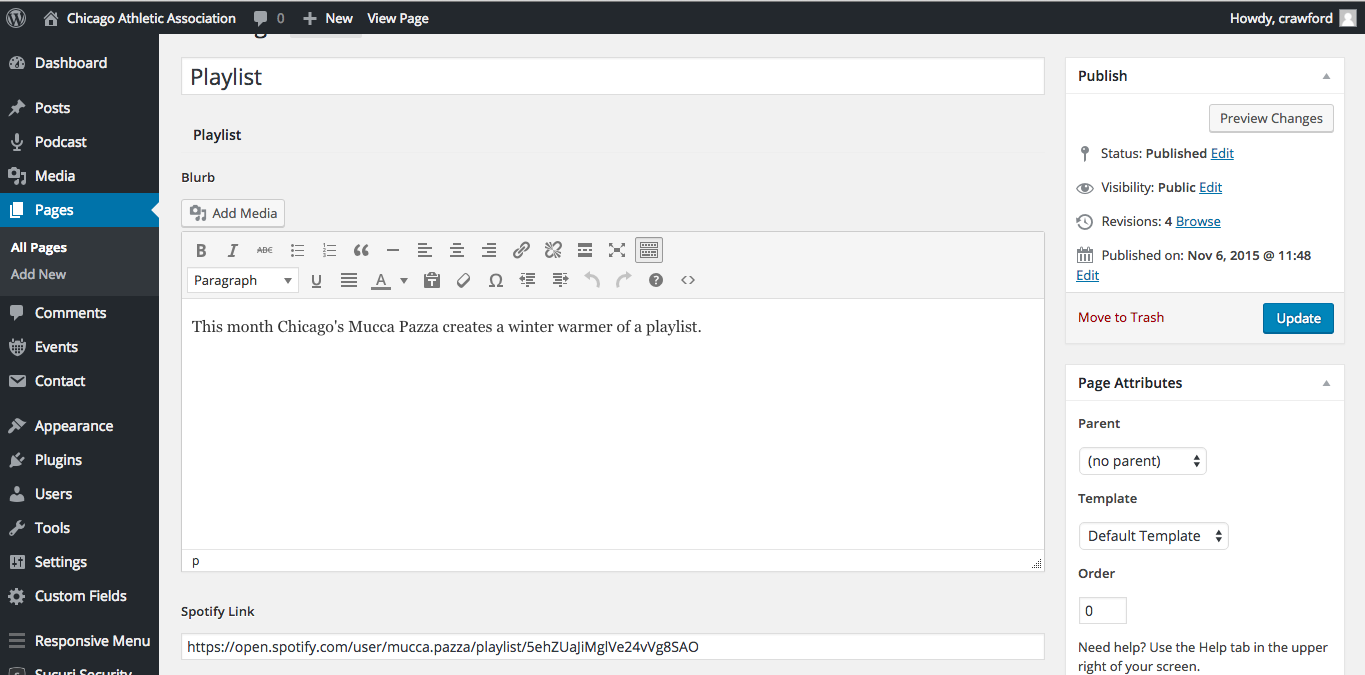 Chicago Athletic Association 0 New View Page Howdy, crawford
Dashboard
Posts
Podcast
Media
Pages
All Pages
Add New
Comments
Events
Contact
Appearance
Plugins
Users
Tools
Settings
Custom Fields
Responsive Menu
Sucuri Security
Playlist
Playlist
Blurb
Add Media
B I ABC
Paragraph U A Ω ? <>
This month Chicago's Mucca Pazza creates a winter warmer of a playlist.
p
Spotify Link
https://open.spotify.com/user/mucca.pazza/playlist/5ehZUaJiMglVe24vVg8SAO
Publish
Preview Changes
Status: Published Edit
Visibility: Public Edit
Revisions: 4 Browse
Published on: Nov 6, 2015 @ 11:48
Edit
Move to Trash Update
Page Attributes
Parent
(no parent)
Template
Default Template
Order
0
Need help? Use the Help tab in the upper
right of your screen.